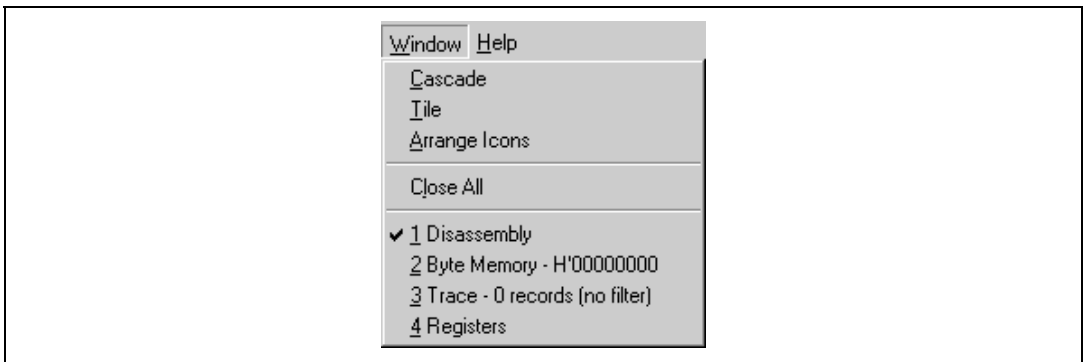 Window Help
Cascade
Tile
Arrange Icons
Close All
✔ 1 Disassembly
2 Byte Memory - H'00000000
3 Trace - 0 records (no filter)
4 Registers